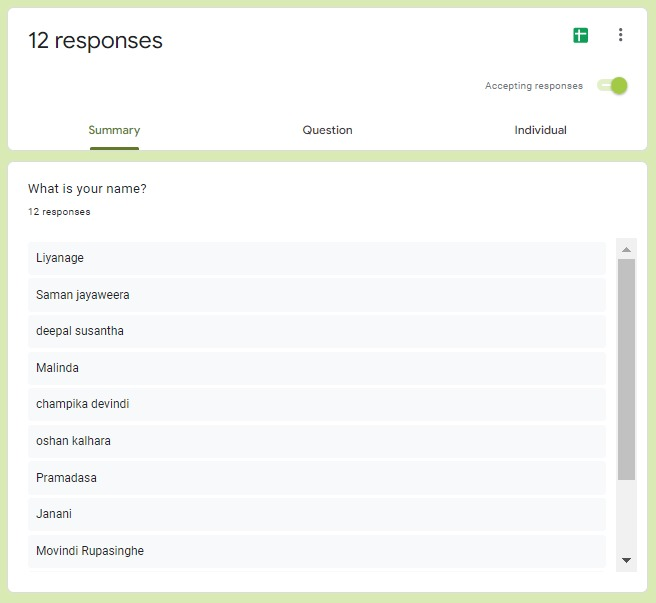 12 responses
Accepting responses
Summary Question Individual
What is your name?
12 responses
Liyanage
Saman jayaweera
deepal susantha
Malinda
champika devindi
oshan kalhara
Pramadasa
Janani
Movindi Rupasinghe